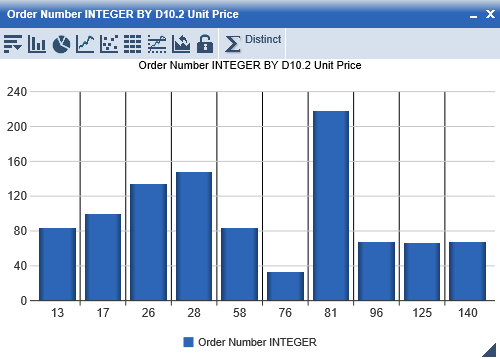 Order Number INTEGER BY D10.2 Unit Price
Distinct
Order Number INTEGER BY D10.2 Unit Price
240
200
160
120
80
40
0
13 17 26 28 58 76 81 96 125 140
Order Number INTEGER